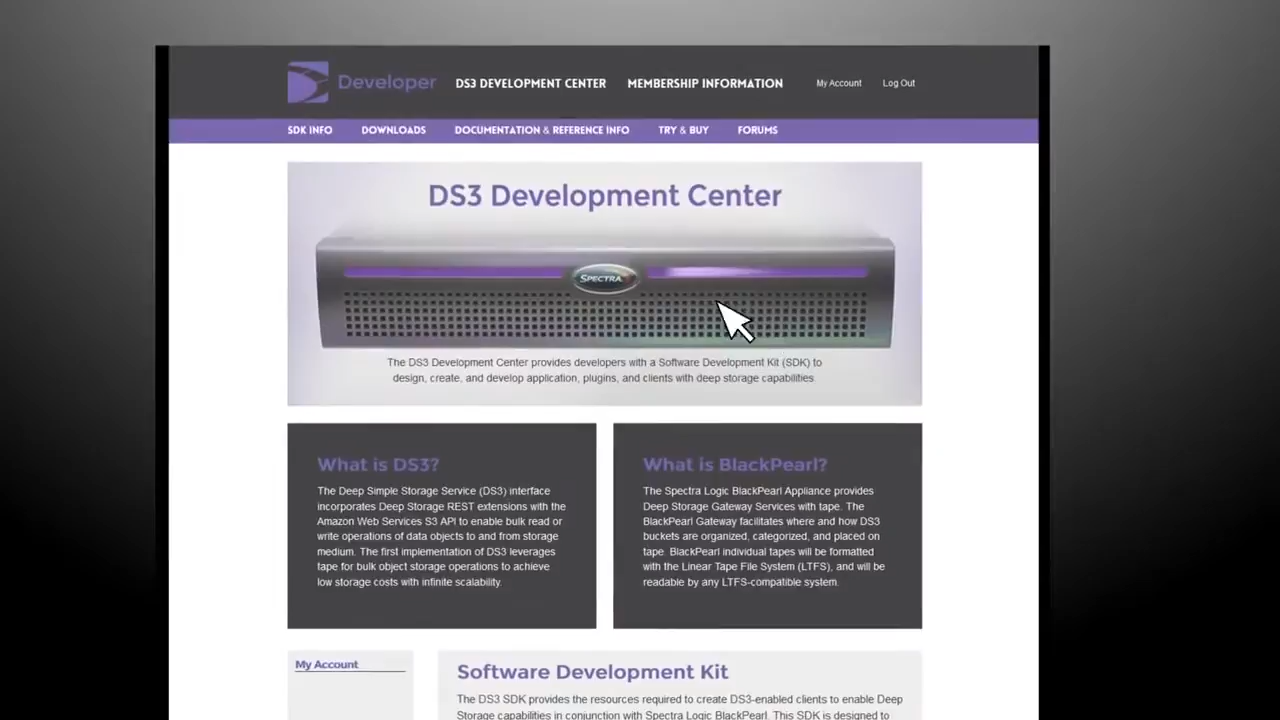 Developer
DS3 DEVELOPMENT CENTER
MEMBERSHIP INFORMATION
My Account
Log Out
SDK INFO
DOWNLOADS
DOCUMENTATION & REFERENCE INFO
TRY & BUY
FORUMS
DS3 Development Center
SPECTRA
The DS3 Development Center provides developers with a Software Development Kit (SDK) to
design, create, and develop application, plugins, and clients with deep storage capabilities.
What is DS3?
The Deep Simple Storage Service (DS3) interface
incorporates Deep Storage REST extensions with the
Amazon Web Services S3 API to enable bulk read or
write operations of data objects to and from storage
medium. The first implementation of DS3 leverages
tape for bulk object storage operations to achieve
low storage costs with infinite scalability.
What is BlackPearl?
The Spectra Logic BlackPearl Appliance provides
Deep Storage Gateway Services with tape. The
BlackPearl Gateway facilitates where and how DS3
buckets are organized, categorized, and placed on
tape. BlackPearl individual tapes will be formatted
with the Linear Tape File System (LTFS), and will be
readable by any LTFS-compatible system.
My Account
Software Development Kit
The DS3 SDK provides the resources required to create DS3-enabled clients to enable Deep
Storage capabilities in conjunction with Spectra Logic BlackPearl. This SDK is designed to